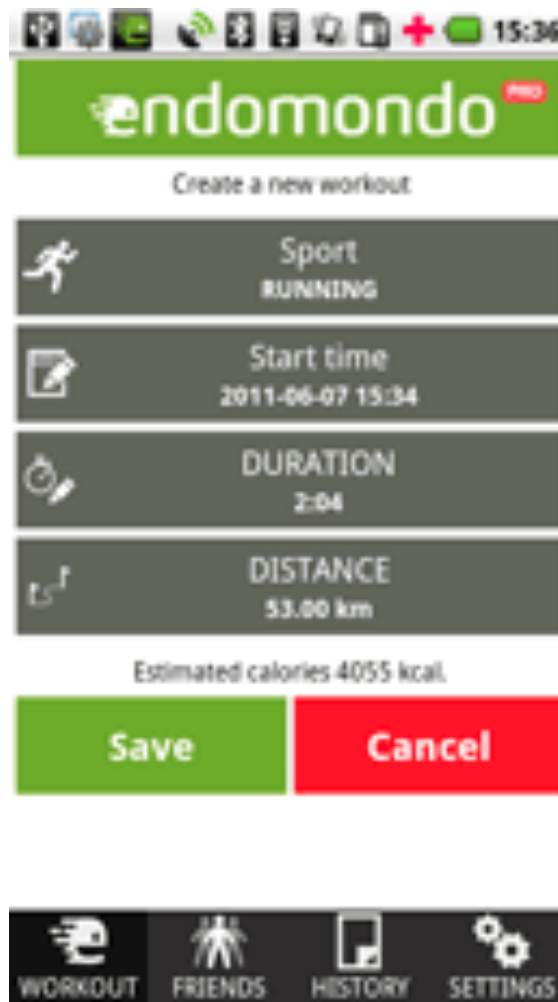 15:36
endomondo PRO
Create a new workout
Sport
RUNNING
Start time
2011-06-07 15:34
DURATION
2:04
DISTANCE
53.00 km
Estimated calories 4055 kcal.
Save Cancel
WORKOUT FRIENDS HISTORY SETTINGS